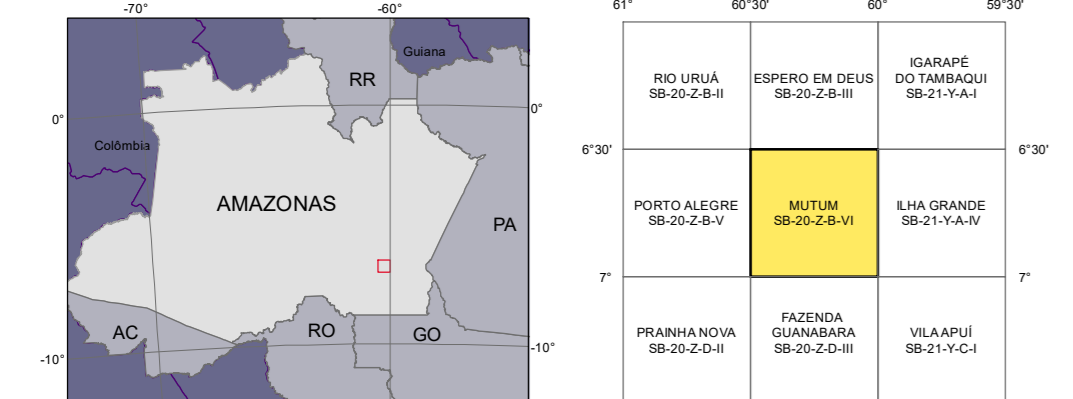 -70°
-60°
Guiana
RR
0°
0°
Colômbia
AMAZONAS
PA
AC
RO
GO
-10°
-10°
61°
60°30'
60°
59°30'
RIO URUÁ
SB-20-Z-B-II
ESPERO EM DEUS
SB-20-Z-B-III
IGARAPÉ
DO TAMBAQUI
SB-21-Y-A-I
6°30'
6°30'
PORTO ALEGRE
SB-20-Z-B-V
MUTUM
SB-20-Z-B-VI
ILHA GRANDE
SB-21-Y-A-IV
7°
7°
PRAINHA NOVA
SB-20-Z-D-II
FAZENDA
GUANABARA
SB-20-Z-D-III
VILA APUÍ
SB-21-Y-C-I